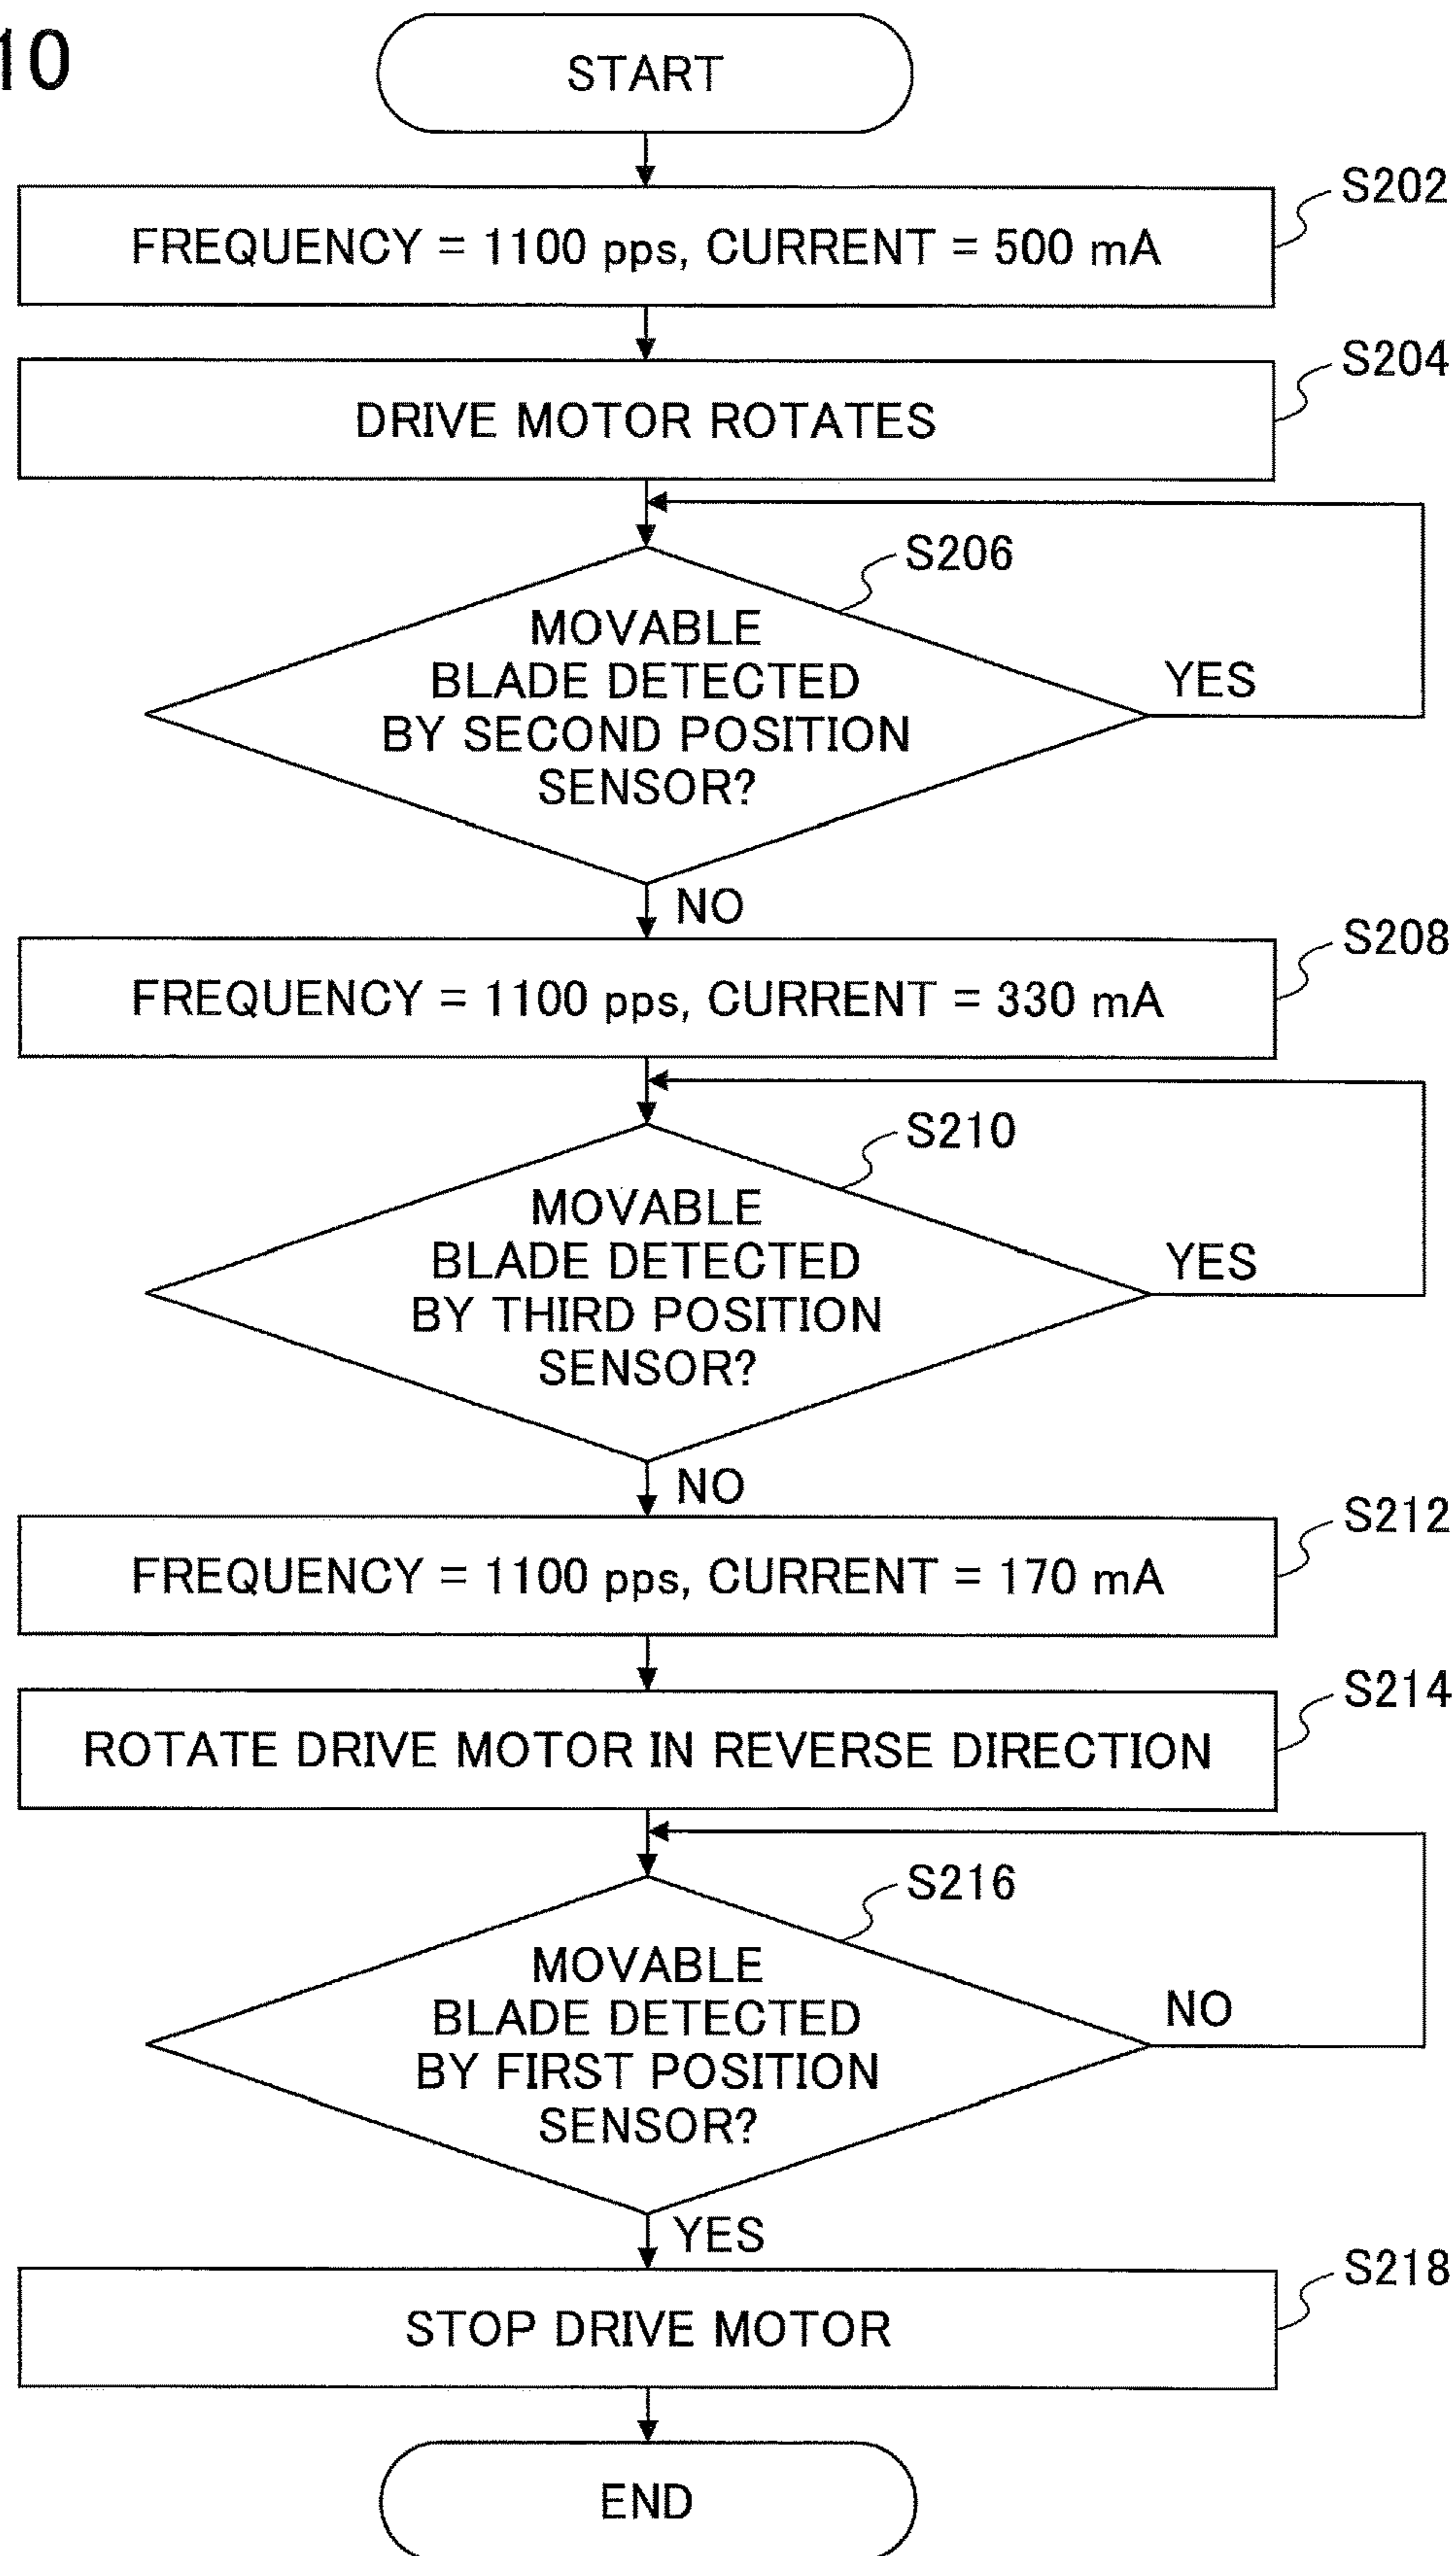 10
START
S202
FREQUENCY = 1100 pps, CURRENT = 500 mA
S204
DRIVE MOTOR ROTATES
S206
MOVABLE
BLADE DETECTED
BY SECOND POSITION
SENSOR?
YES
NO
S208
FREQUENCY = 1100 pps, CURRENT = 330 mA
S210
MOVABLE
BLADE DETECTED
BY THIRD POSITION
SENSOR?
YES
NO
S212
FREQUENCY = 1100 pps, CURRENT = 170 mA
S214
ROTATE DRIVE MOTOR IN REVERSE DIRECTION
S216
MOVABLE
BLADE DETECTED
BY FIRST POSITION
SENSOR?
NO
YES
S218
STOP DRIVE MOTOR
END